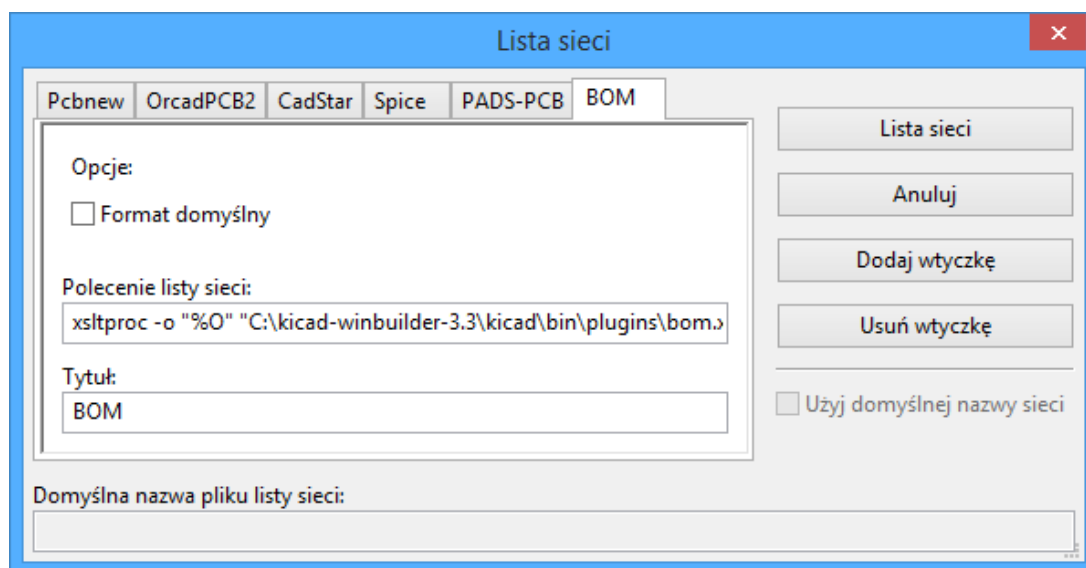 Lista sieci
Pcbnew OrcadPCB2 CadStar Spice PADS-PCB BOM
Opcje:
Format domyślny
Polecenie listy sieci:
xsltproc -o "%O" "C:\kicad-winbuilder-3.3\kicad\bin\plugins\bom.x
Tytuł:
BOM
Lista sieci
Anuluj
Dodaj wtyczkę
Usuń wtyczkę
Użyj domyślnej nazwy sieci
Domyślna nazwa pliku listy sieci: